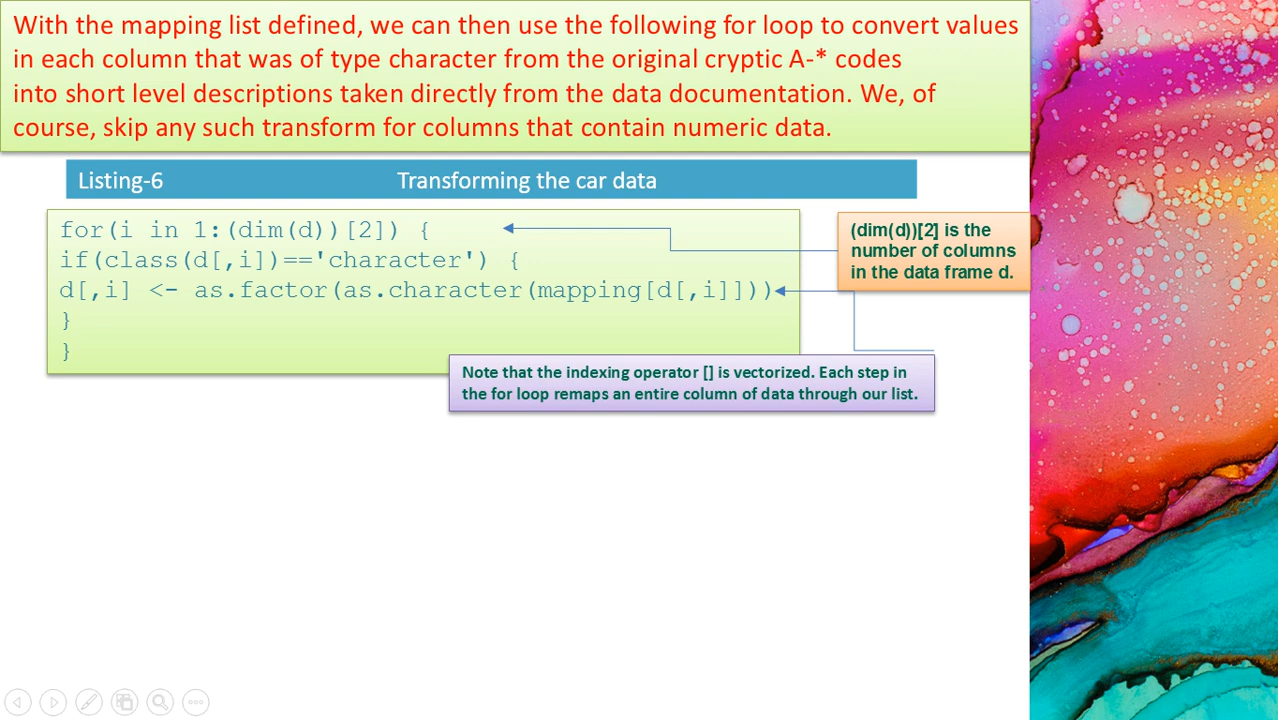 With the mapping list defined, we can then use the following for loop to convert values
in each column that was of type character from the original cryptic A-* codes
into short level descriptions taken directly from the data documentation. We, of
course, skip any such transform for columns that contain numeric data.
Listing-6 Transforming the car data
for(i in 1:(dim(d))[2]) {
if(class(d[,i])=='character') {
d[,i] <- as.factor(as.character(mapping[d[,i]]))
}
}
(dim(d))[2] is the
number of columns
in the data frame d.
Note that the indexing operator [] is vectorized. Each step in
the for loop remaps an entire column of data through our list.